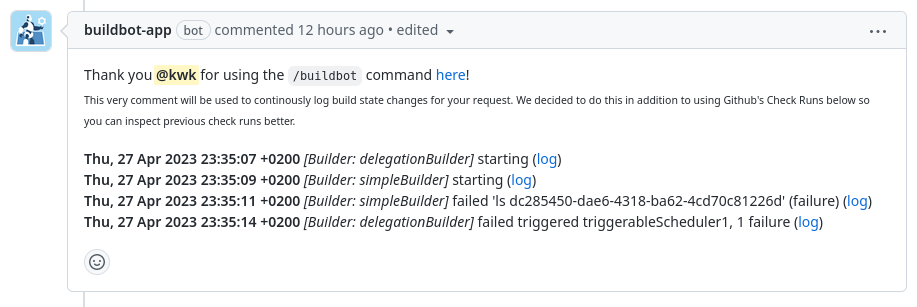 buildbot-app bot commented 12 hours ago • edited
Thank you @kwk for using the /buildbot command here!
This very comment will be used to continously log build state changes for your request. We decided to do this in addition to using Github's Check Runs below so
you can inspect previous check runs better.
Thu, 27 Apr 2023 23:35:07 +0200 [Builder: delegationBuilder] starting (log)
Thu, 27 Apr 2023 23:35:09 +0200 [Builder: simpleBuilder] starting (log)
Thu, 27 Apr 2023 23:35:11 +0200 [Builder: simpleBuilder] failed 'ls dc285450-dae6-4318-ba62-4cd70c81226d' (failure) (log)
Thu, 27 Apr 2023 23:35:14 +0200 [Builder: delegationBuilder] failed triggered triggerableScheduler1, 1 failure (log)